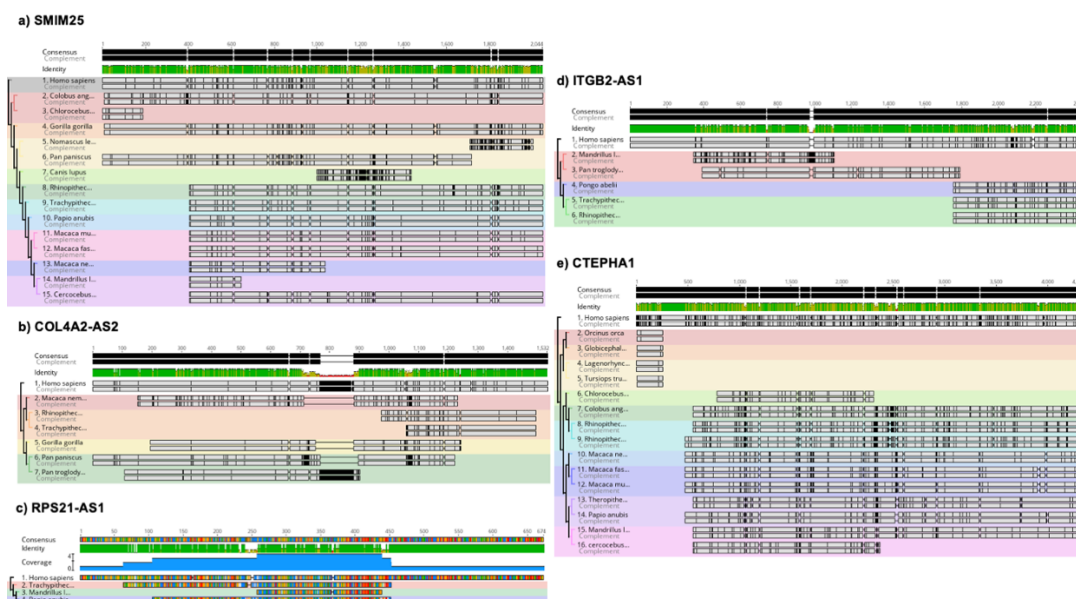 a) SMIM25
1 200 400 600 800 1,000 1,200 1,400 1,600 1,800 2,044
Consensus
Complement
Identity
1. Homo sapiens
Complement
2. Colobus ang...
Complement
3. Chlorocebus...
Complement
4. Gorilla gorilla
Complement
5. Nomascus le...
Complement
6. Pan paniscus
Complement
7. Canis lupus
Complement
8. Rhinopithec...
Complement
9. Trachypithec...
Complement
10. Papio anubis
Complement
11. Macaca mu...
Complement
12. Macaca fas...
Complement
13. Macaca ne...
Complement
14. Mandrillus l...
Complement
15. Cercocebus...
Complement
b) COL4A2-AS2
1 100 200 300 400 500 600 700 800 900 1,000 1,100 1,200 1,300 1,400
Consensus
Complement
Identity
1. Homo sapiens
Complement
2. Macaca nem...
Complement
3. Rhinopithec...
Complement
4. Trachypithec...
Complement
5. Gorilla gorilla
Complement
6. Pan paniscus
Complement
7. Pan troglody...
Complement
c) RPS21-AS1
1 50 100 150 200 250 300 350 400 450 500 550 600 634
Consensus
Identity
Coverage
1. Homo sapiens
2. Trachypithec...
3. Mandrillus l...
d) ITGB2-AS1
1 200 400 600 800 1,000 1,200 1,400 1,600 1,800 2,000 2,200
Consensus
Complement
Identity
1. Homo sapiens
Complement
2. Mandrillus l...
Complement
3. Pan troglody...
Complement
4. Pongo abelii
Complement
5. Trachypithec...
Complement
6. Rhinopithec...
Complement
e) CTEPHA1
1 500 1,000 1,500 2,000 2,500 3,000 3,500 4,000
Consensus
Complement
Identity
1. Homo sapiens
Complement
2. Orcinus orca
Complement
3. Globicephal...
Complement
4. Lagenorhync...
Complement
5. Tursiops tru...
Complement
6. Chlorocebus...
Complement
7. Colobus ang...
Complement
8. Rhinopithec...
Complement
9. Rhinopithec...
Complement
10. Macaca ne...
Complement
11. Macaca fas...
Complement
12. Macaca mu...
Complement
13. Theropithe...
Complement
14. Papio anubis
Complement
15. Mandrillus l...
Complement
16. cercocebus...
Complement